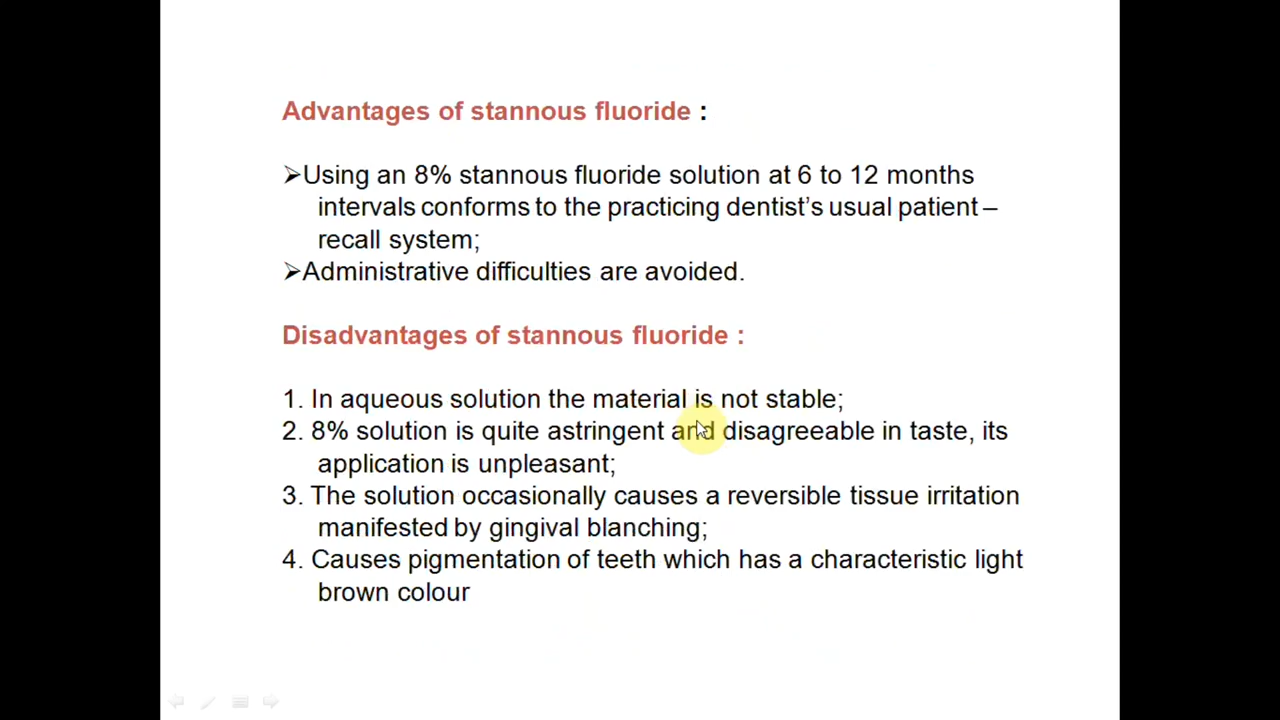 Advantages of stannous fluoride :
➢Using an 8% stannous fluoride solution at 6 to 12 months
intervals conforms to the practicing dentist’s usual patient –
recall system;
➢Administrative difficulties are avoided.
Disadvantages of stannous fluoride :
1. In aqueous solution the material is not stable;
2. 8% solution is quite astringent and disagreeable in taste, its
application is unpleasant;
3. The solution occasionally causes a reversible tissue irritation
manifested by gingival blanching;
4. Causes pigmentation of teeth which has a characteristic light
brown colour